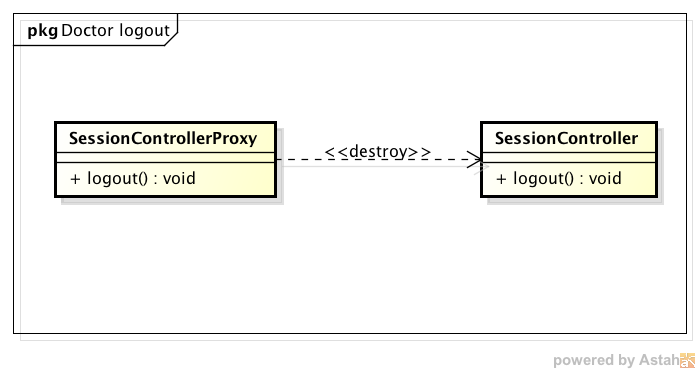 pkg Doctor logout
SessionControllerProxy
+ logout() : void
<<destroy>>
SessionController
+ logout() : void
powered by Astah